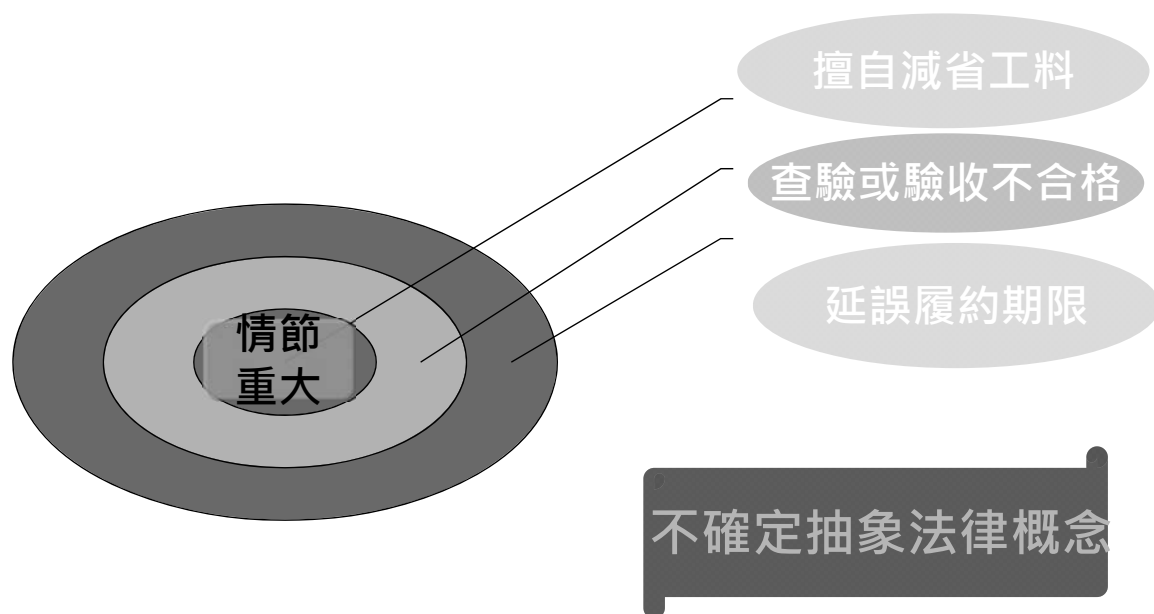 擅自減省工料
查驗或驗收不合格
延誤履約期限
情節
重大
不確定抽象法律概念